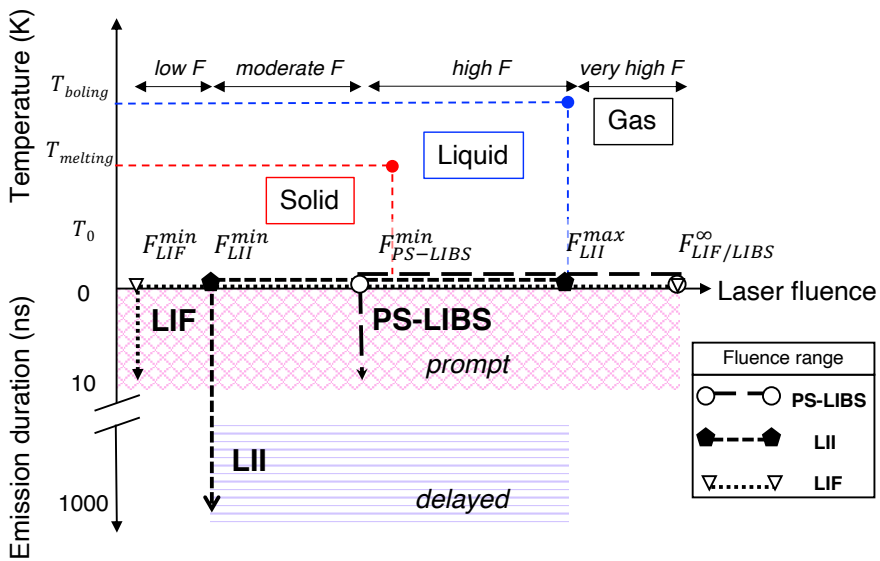 Temperature (K)
low F
moderate F
high F
very high F
T_boling
Gas
Liquid
T_melting
Solid
T_0
F_LIF^min
F_LII^min
F_PS−LIBS^min
F_LII^max
F_LIF/LIBS^∞
0
Laser fluence
Emission duration (ns)
LIF
PS-LIBS
prompt
10
LII
delayed
1000
Fluence range
PS-LIBS
LII
LIF